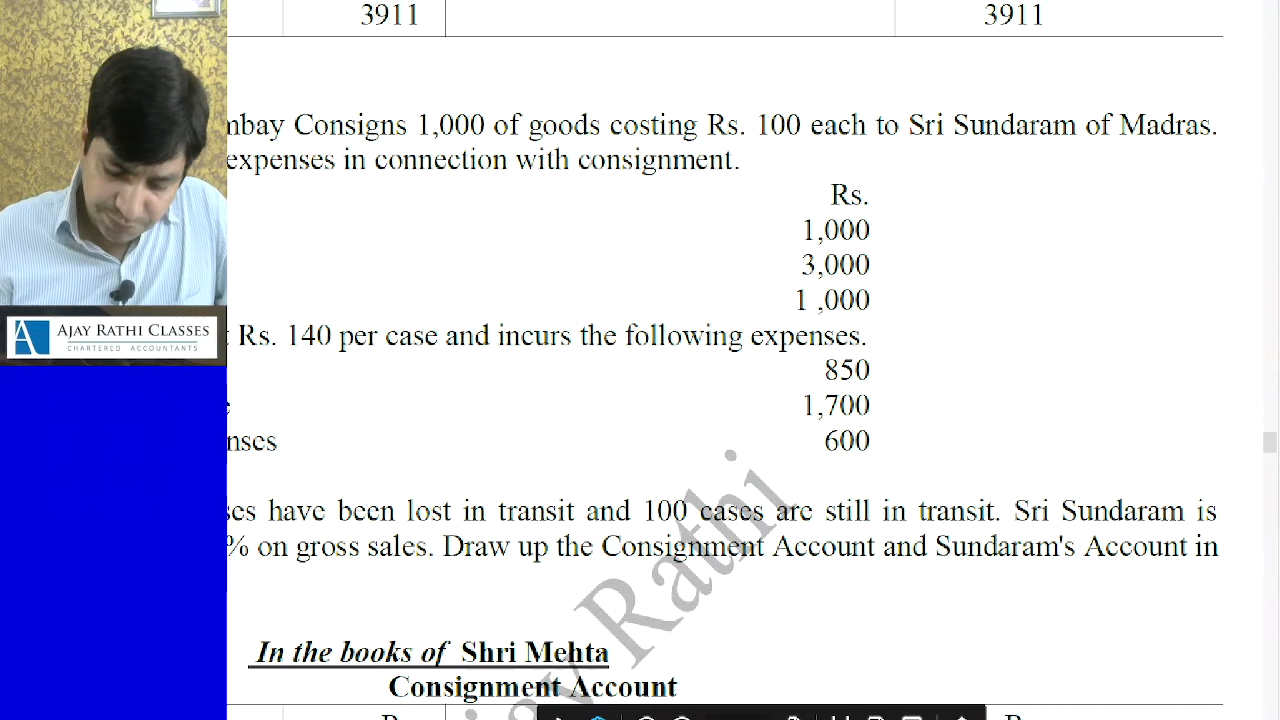 3911 3911
mbay Consigns 1,000 of goods costing Rs. 100 each to Sri Sundaram of Madras.
expenses in connection with consignment.
Rs.
1,000
3,000
1 ,000
Rs. 140 per case and incurs the following expenses.
850
1,700
nses 600
ses have been lost in transit and 100 cases are still in transit. Sri Sundaram is
% on gross sales. Draw up the Consignment Account and Sundaram's Account in
In the books of Shri Mehta
Consignment Account
AJAY RATHI CLASSES
CHARTERED ACCOUNTANTS
Rathi